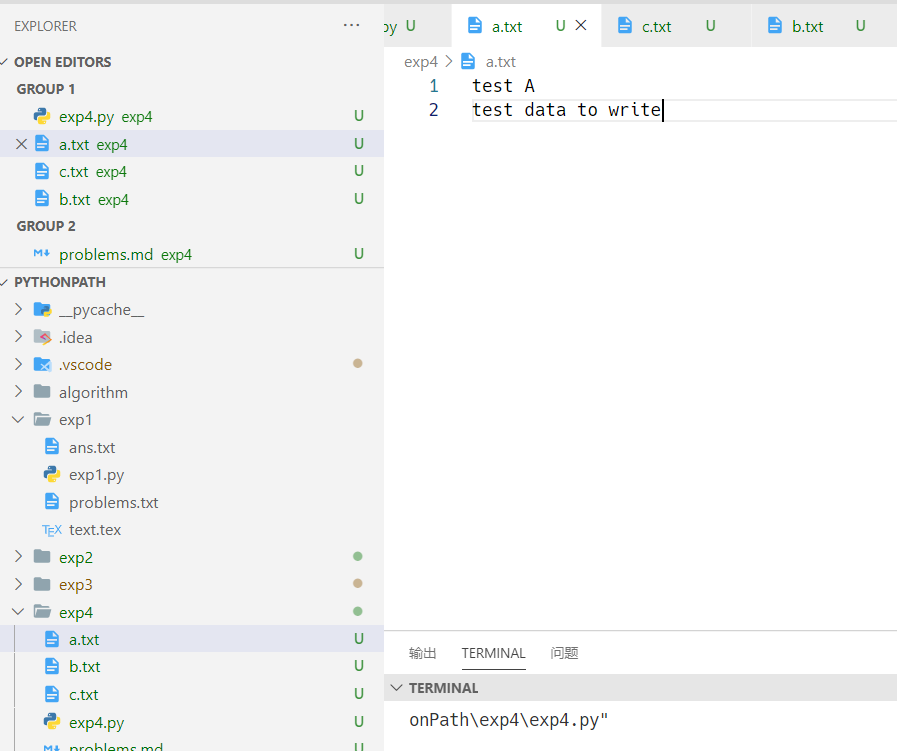 EXPLORER ...
OPEN EDITORS
GROUP 1
exp4.py exp4 U
a.txt exp4 U
c.txt exp4 U
b.txt exp4 U
GROUP 2
problems.md exp4 U
PYTHONPATH
__pycache__
.idea
.vscode
algorithm
exp1
ans.txt
exp1.py
problems.txt
TEX text.tex
exp2
exp3
exp4
a.txt U
b.txt U
c.txt U
exp4.py U
problems.md U
py U a.txt U c.txt U b.txt U
exp4 > a.txt
1 test A
2 test data to write
输出 TERMINAL 问题
TERMINAL
onPath\exp4\exp4.py"